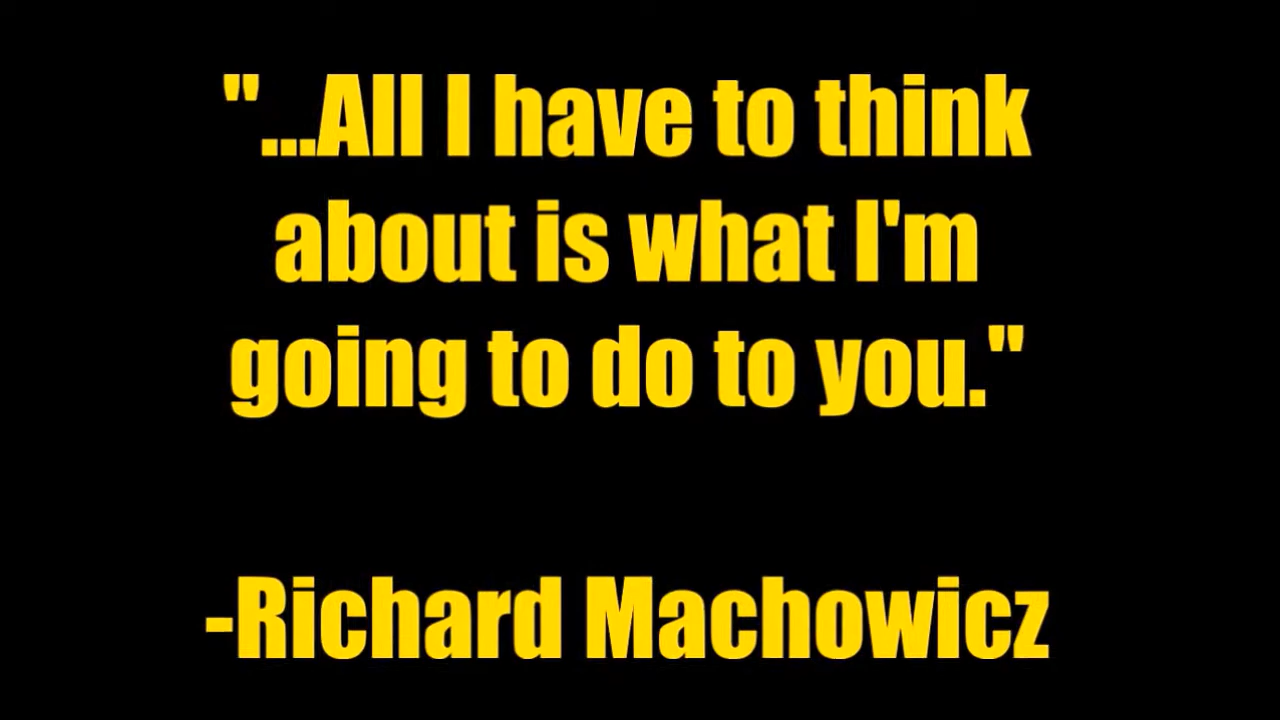 "...All I have to think
about is what I'm
going to do to you."
-Richard Machowicz